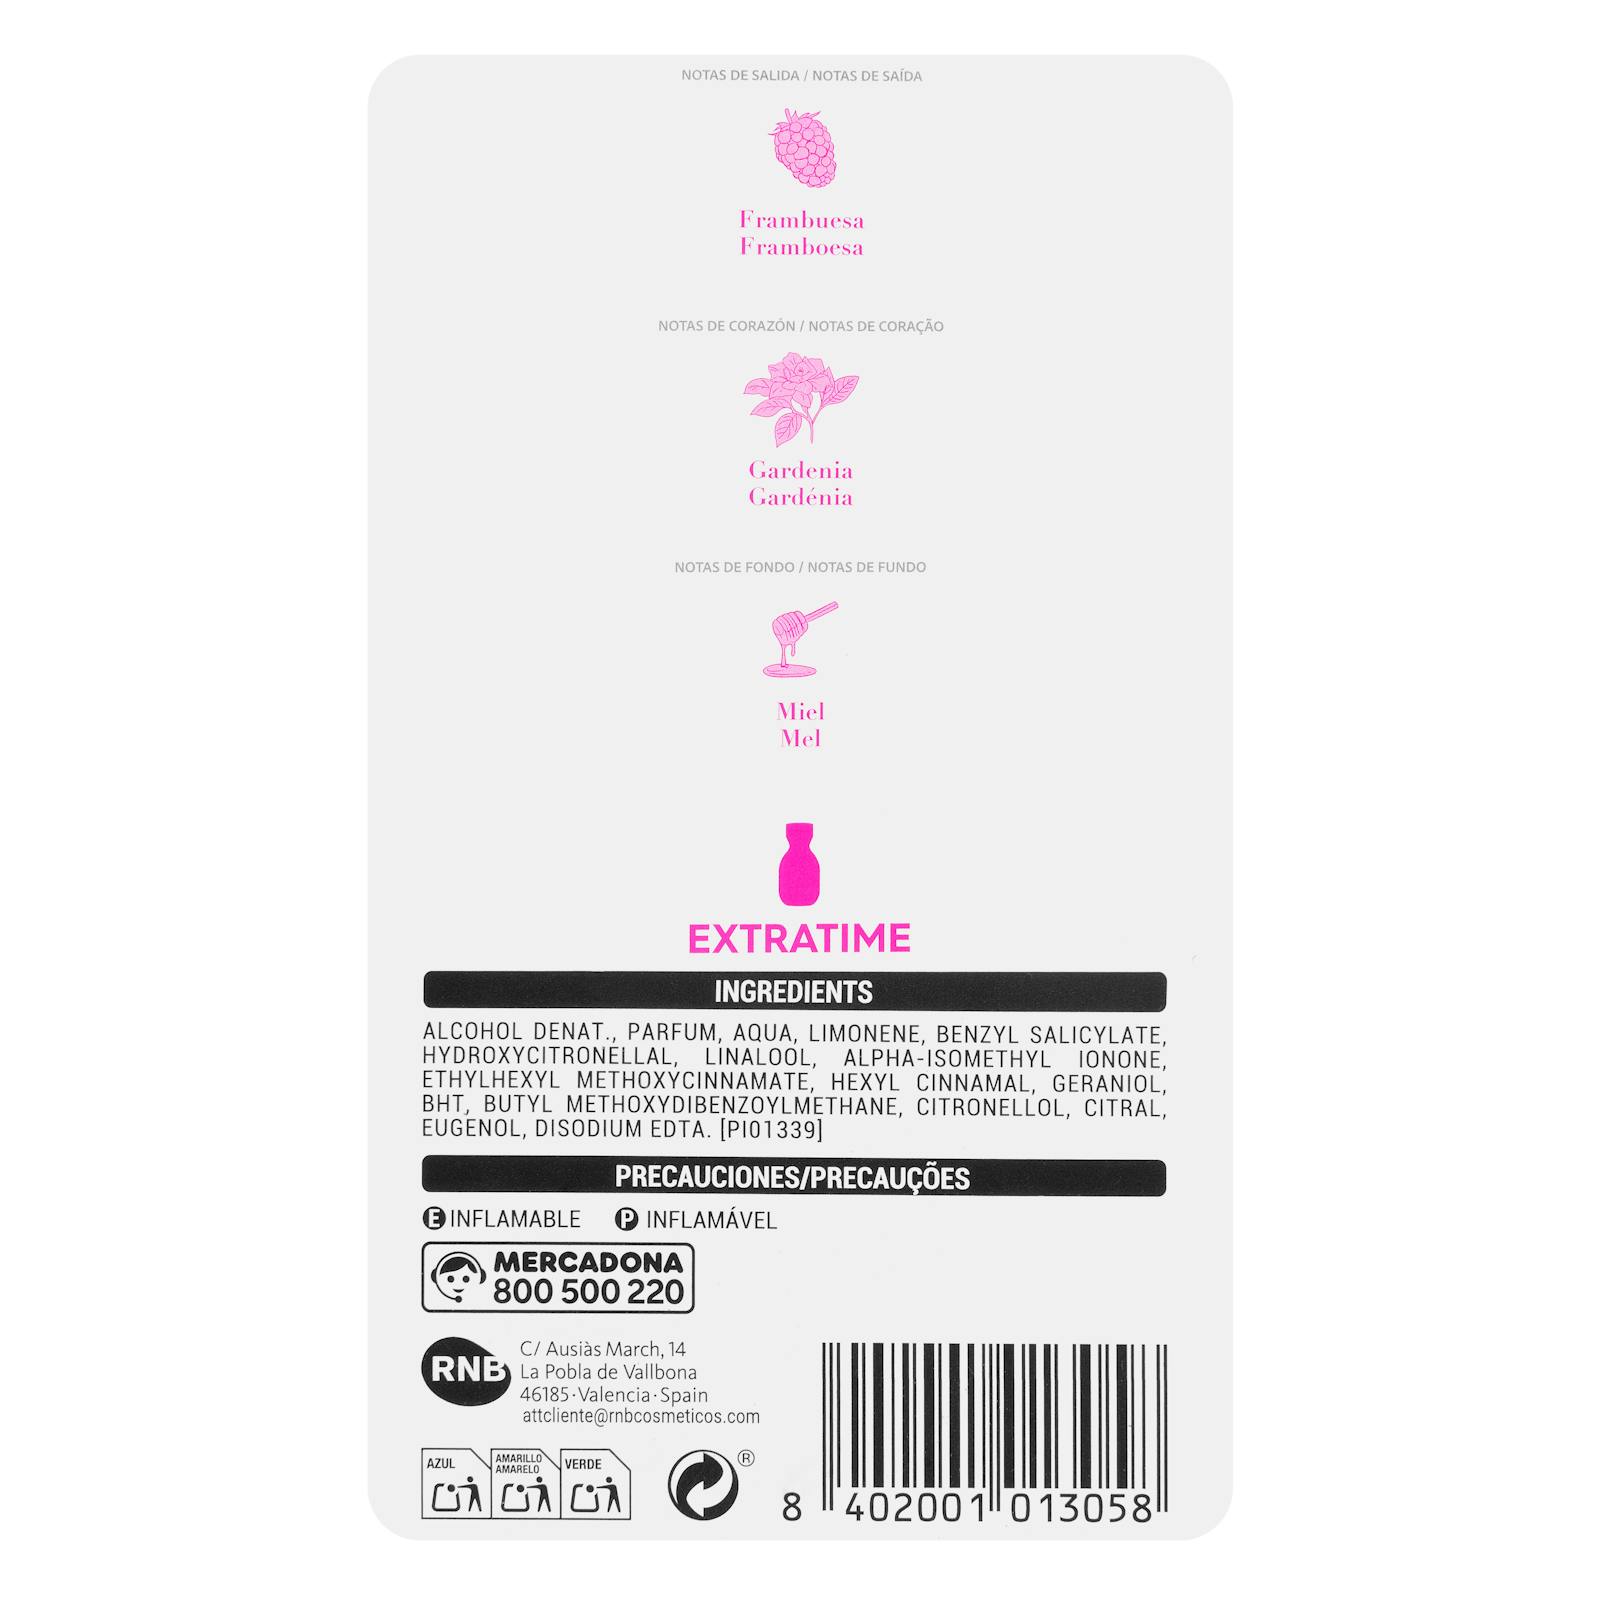 NOTAS DE SALIDA / NOTAS DE SAÍDA
Frambuesa
Framboesa
NOTAS DE CORAZÓN / NOTAS DE CORAÇÃO
Gardenia
Gardénia
NOTAS DE FONDO / NOTAS DE FUNDO
Miel
Mel
EXTRATIME
INGREDIENTS
ALCOHOL DENAT., PARFUM, AQUA, LIMONENE, BENZYL SALICYLATE,
HYDROXYCITRONELLAL, LINALOOL, ALPHA-ISOMETHYL IONONE,
ETHYLHEXYL METHOXYCINNAMATE, HEXYL CINNAMAL, GERANIOL,
BHT, BUTYL METHOXYDIBENZOYLMETHANE, CITRONELLOL, CITRAL,
EUGENOL, DISODIUM EDTA. [PI01339]
PRECAUCIONES/PRECAUÇÕES
E INFLAMABLE P INFLAMÁVEL
MERCADONA
800 500 220
RNB
C/ Ausiàs March, 14
La Pobla de Vallbona
46185·Valencia·Spain
attcliente@rnbcosmeticos.com
AZUL
AMARILLO
AMARELO
VERDE
®
8 402001 013058